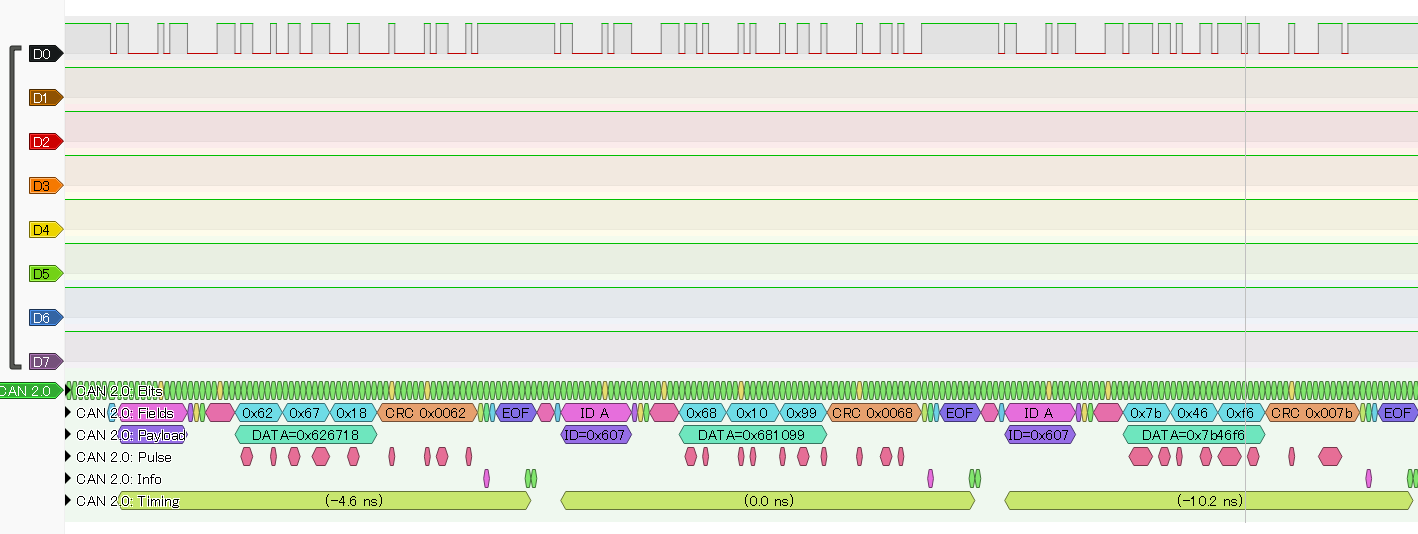 D0
D1
D2
D3
D4
D5
D6
D7
CAN 2.0 CAN 2.0: Bits
CAN 2.0: Fields 0x62 0x67 0x18 CRC 0x0062 EOF ID A 0x68 0x10 0x99 CRC 0x0068 EOF ID A 0x7b 0x46 0xf6 CRC 0x007b EOF
CAN 2.0: Payload DATA=0x626718 ID=0x607 DATA=0x681099 ID=0x607 DATA=0x7b46f6
CAN 2.0: Pulse
CAN 2.0: Info
CAN 2.0: Timing (-4.6 ns) (0.0 ns) (-10.2 ns)